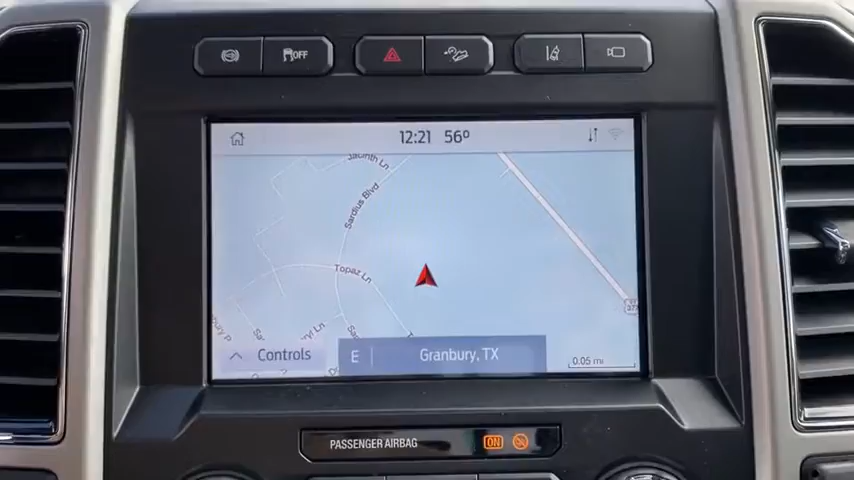 OFF
12:21 56°
Jacinth Ln
Sardius Blvd
Topaz Ln
377
Controls
E
Granbury, TX
0.05 mi
PASSENGER AIRBAG
ON